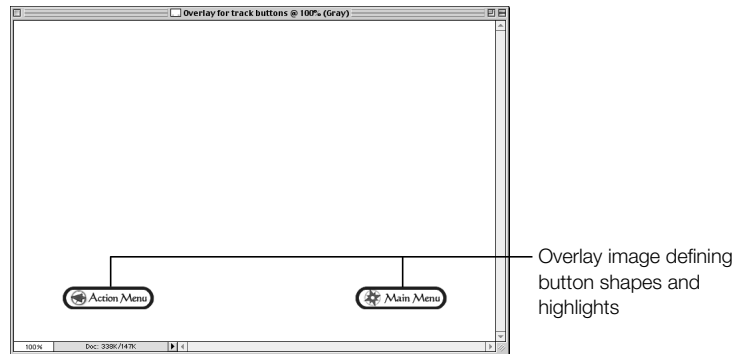 Overlay for track buttons @ 100% (Gray)
Action Menu
Main Menu
Overlay image defining
button shapes and
highlights
100%
Doc: 338K/147K